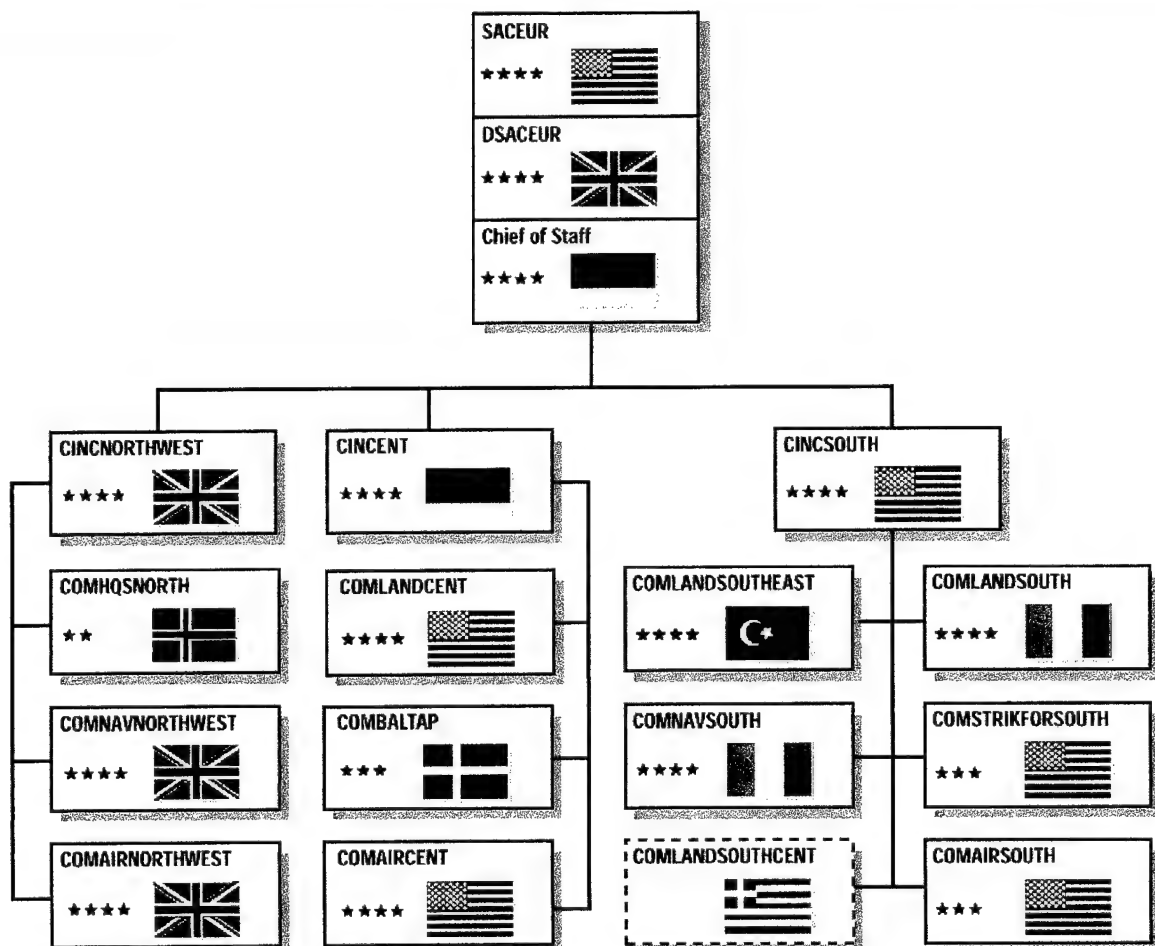 SACEUR
DSACEUR
Chief of Staff
CINCNORTHWEST
CINCENT
CINCSOUTH
COMHQSNORTH
COMLANDCENT
COMLANDSOUTHEAST
COMLANDSOUTH
COMNAVNORTHWEST
COMBALTAP
COMNAVSOUTH
COMSTRIKFORSOUTH
COMAIRNORTHWEST
COMAIRCENT
COMLANDSOUTHCENT
COMAIRSOUTH